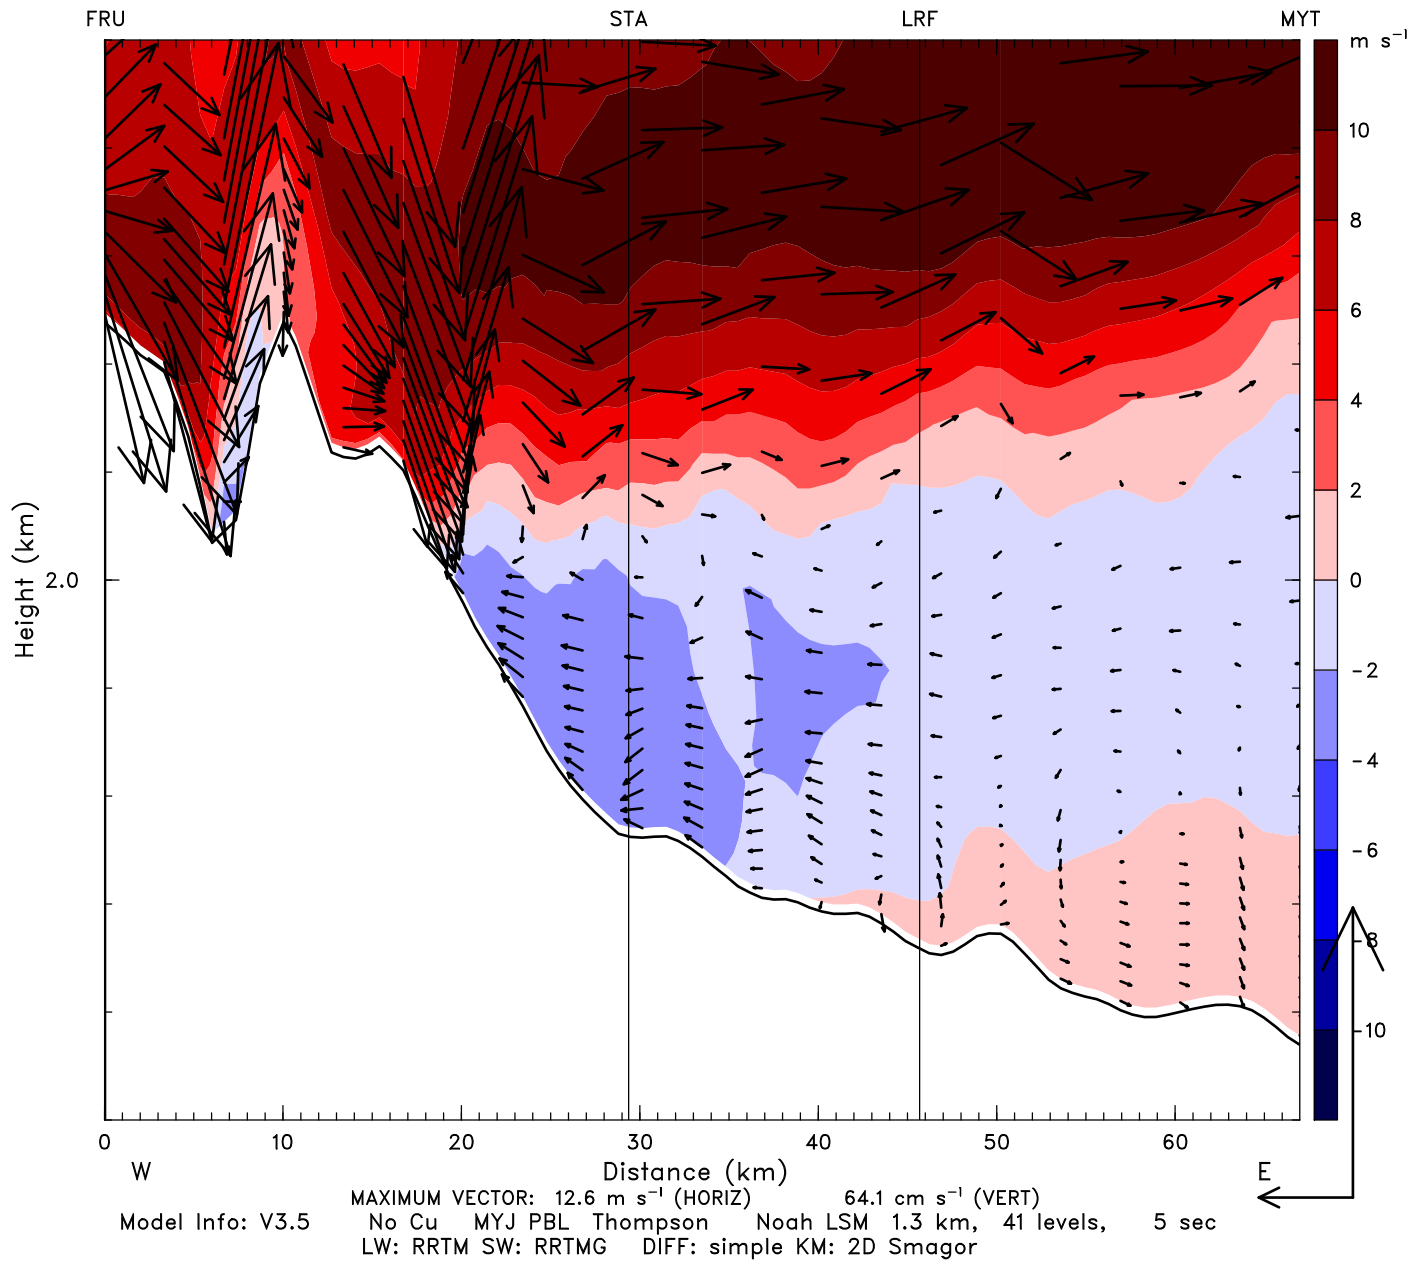 FRU STA LRF MYT
m s⁻¹
10
8
6
4
2
0
-2
-4
-6
-8
-10
Height (km)
2.0
0 10 20 30 40 50 60
W Distance (km) E
MAXIMUM VECTOR: 12.6 m s⁻¹ (HORIZ) 64.1 cm s⁻¹ (VERT)
Model Info: V3.5 No Cu MYJ PBL Thompson Noah LSM 1.3 km, 41 levels, 5 sec
LW: RRTM SW: RRTMG DIFF: simple KM: 2D Smagor